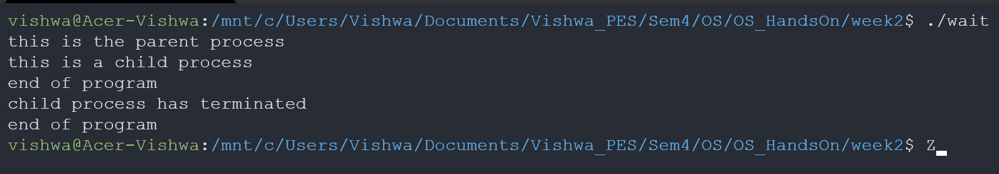 vishwa@Acer-Vishwa:/mnt/c/Users/Vishwa/Documents/Vishwa_PES/Sem4/OS/OS_HandsOn/week2$ ./wait
this is the parent process
this is a child process
end of program
child process has terminated
end of program
vishwa@Acer-Vishwa:/mnt/c/Users/Vishwa/Documents/Vishwa_PES/Sem4/OS/OS_HandsOn/week2$ Z